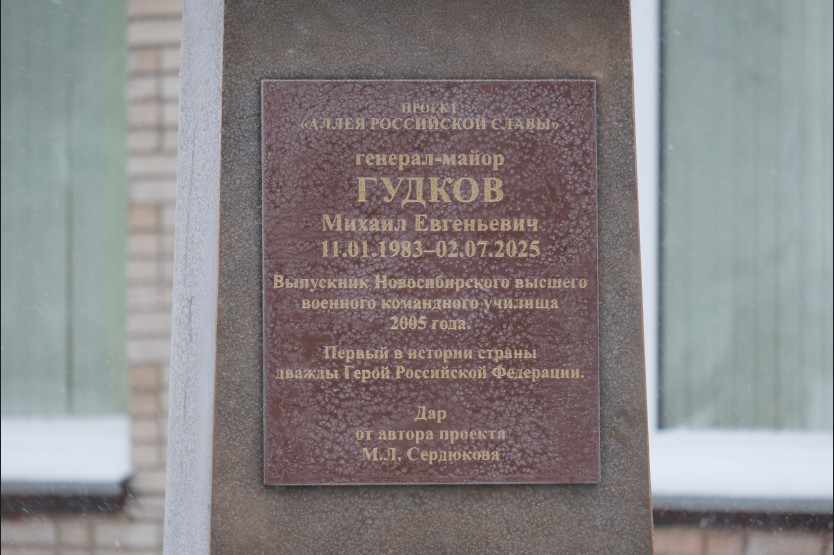 ПРОЕКТ
«АЛЛЕЯ РОССИЙСКОЙ СЛАВЫ»
генерал-майор
ГУДКОВ
Михаил Евгеньевич
11.01.1983–02.07.2025
Выпускник Новосибирского высшего
военного командного училища
2005 года.
Первый в истории страны
дважды Герой Российской Федерации.
Дар
от автора проекта
М.Л. Сердюкова